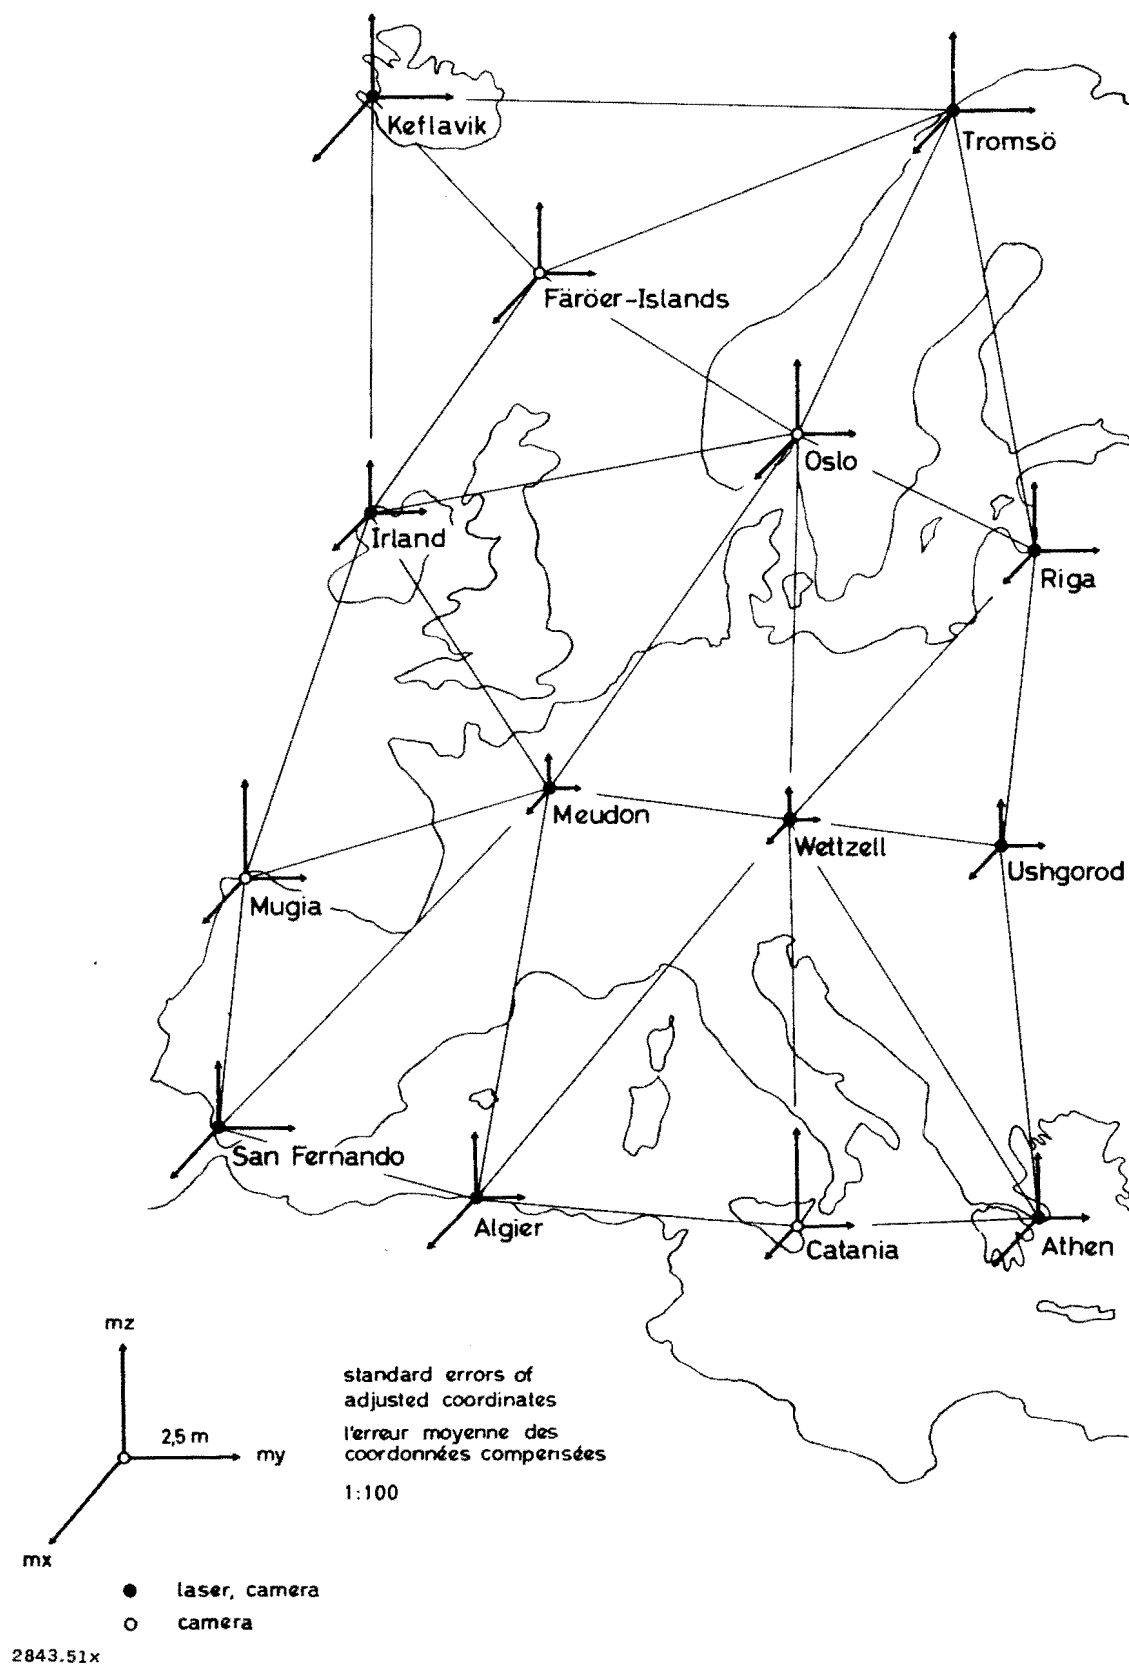 Keflavik
Tromsö
Färöer-Islands
Oslo
Irland
Riga
Meudon
Wettzell
Ushgorod
Mugia
San Fernando
Algier
Catania
Athen
mz
2,5 m
my
mx
standard errors of
adjusted coordinates
l'erreur moyenne des
coordonnées compensées
1:100
● laser, camera
○ camera
2843.51x